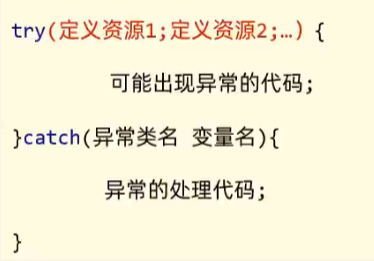 try(定义资源1;定义资源2;…) {
可能出现异常的代码;
}catch(异常类名 变量名){
异常的处理代码;
}